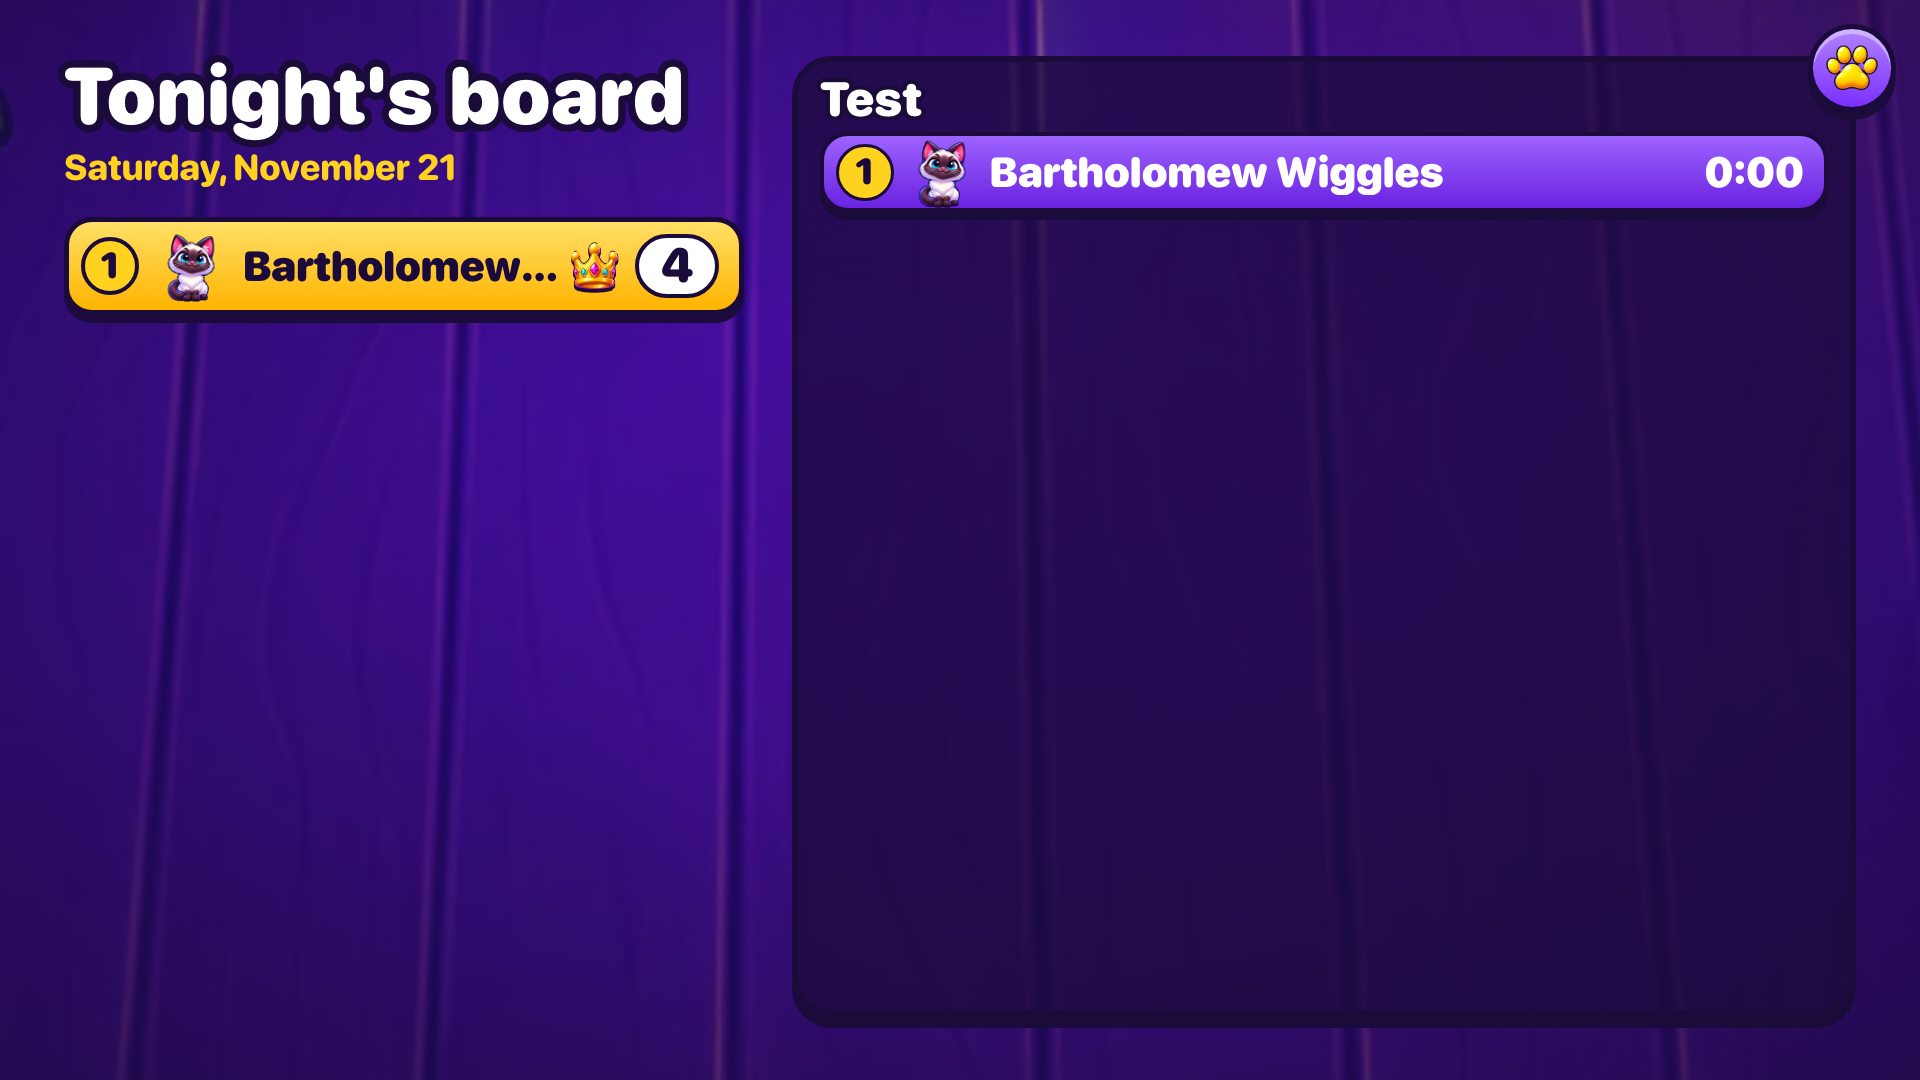 Tonight's board
Saturday, November 21
1 Bartholomew... 4
Test
1 Bartholomew Wiggles 0:00